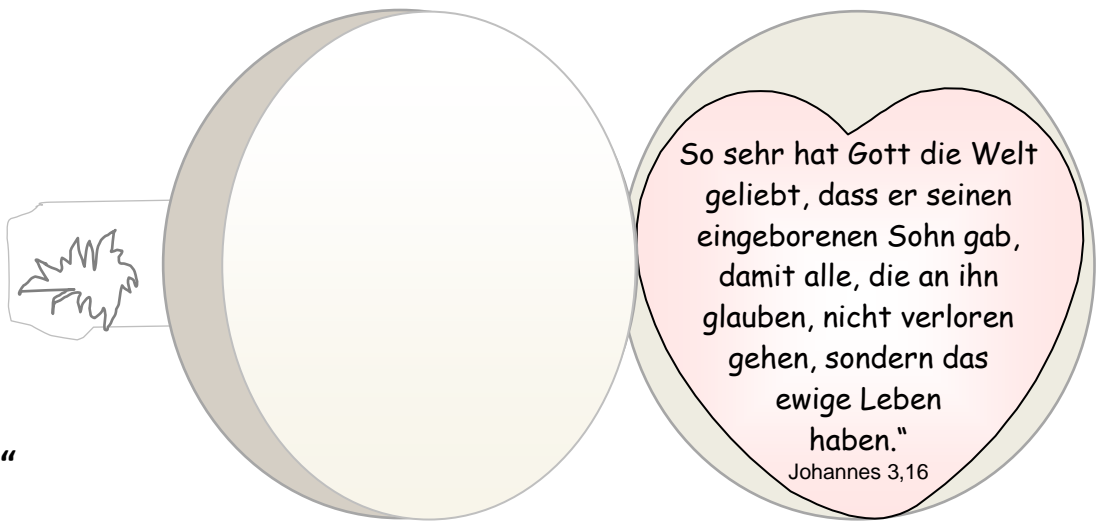 So sehr hat Gott die Welt
geliebt, dass er seinen
eingeborenen Sohn gab,
damit alle, die an ihn
glauben, nicht verloren
gehen, sondern das
ewige Leben
haben.“
Johannes 3,16
“